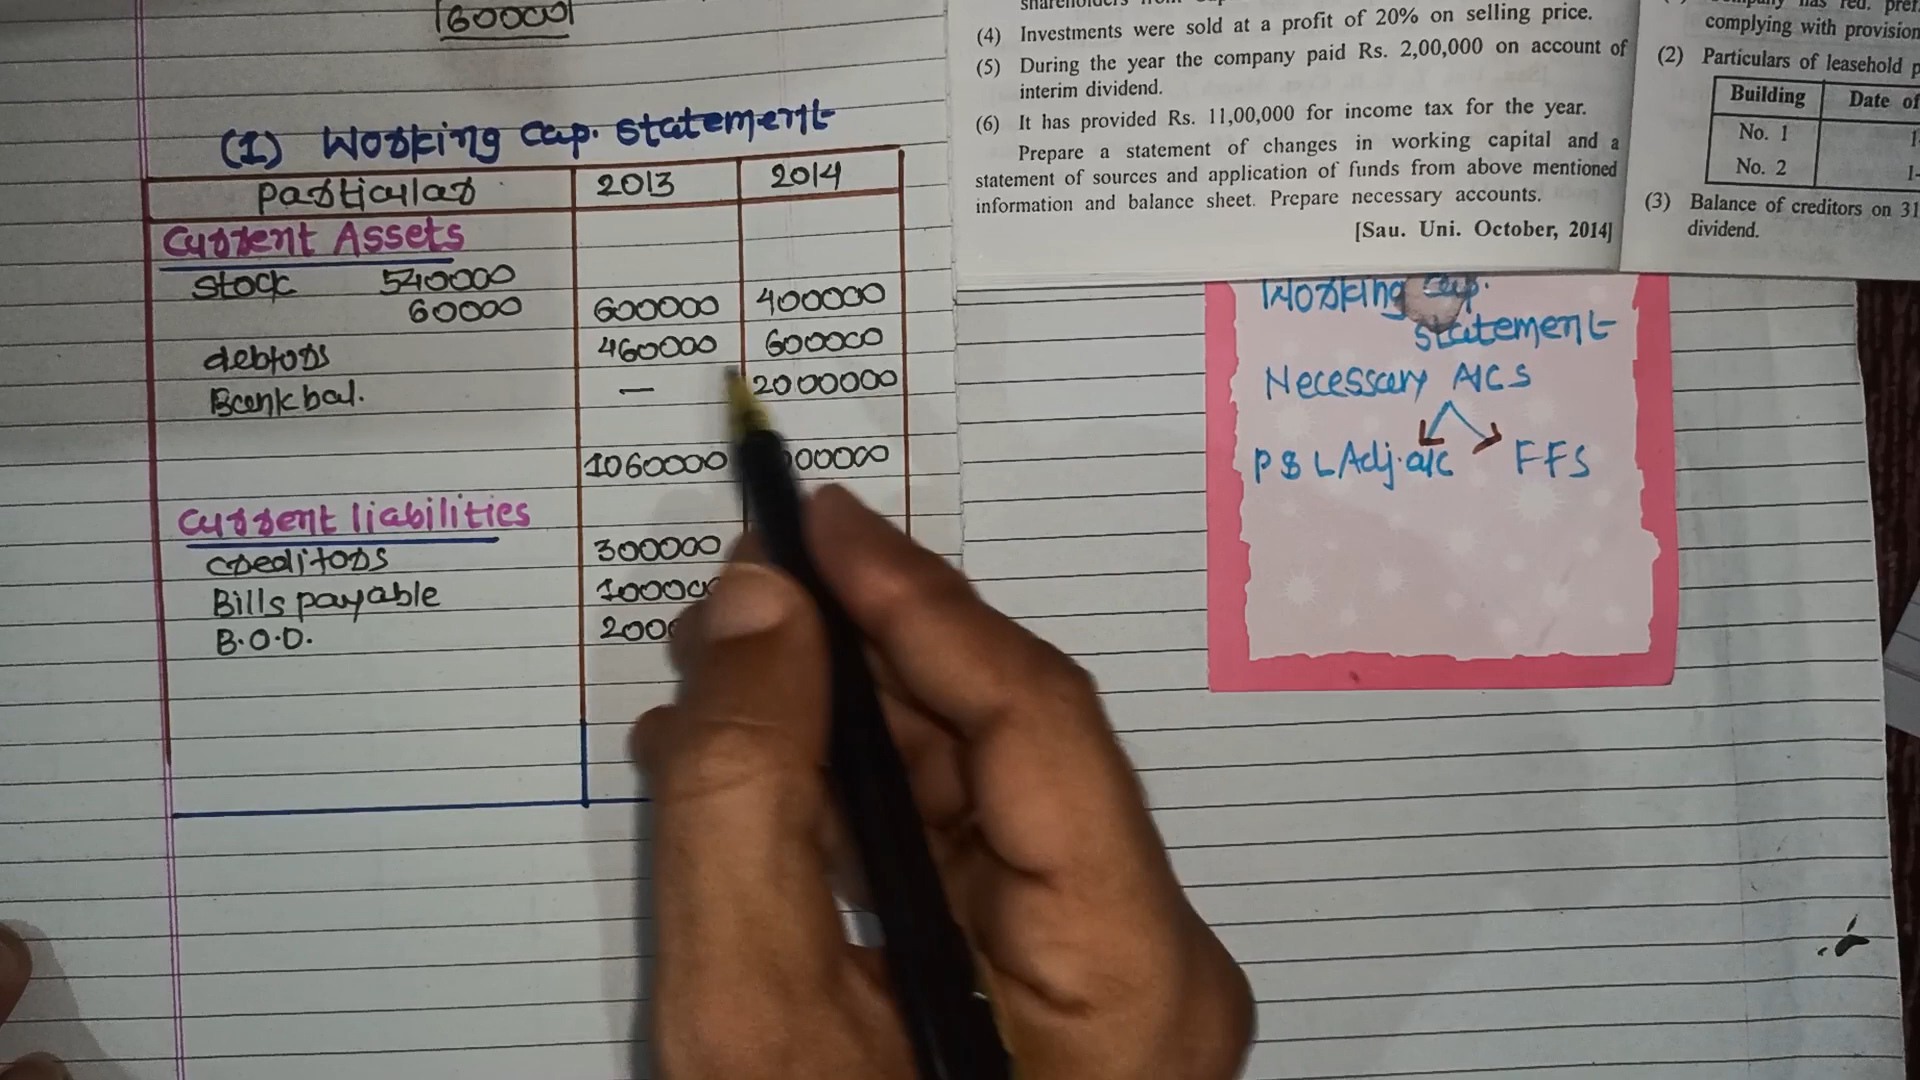 60000
(1) Working Cap. Statement
Particular 2013 2014
Current Assets
Stock 540000
60000 600000 400000
debtors 460000 600000
Bank bal. — 2000000
1060000 000000
Current liabilities
Creditors 300000
Bills payable 100000
B.O.D. 200
(4) Investments were sold at a profit of 20% on selling price.
(5) During the year the company paid Rs. 2,00,000 on account of
interim dividend.
(6) It has provided Rs. 11,00,000 for income tax for the year.
Prepare a statement of changes in working capital and a
statement of sources and application of funds from above mentioned
information and balance sheet. Prepare necessary accounts.
[Sau. Uni. October, 2014]
complying with provision
(2) Particulars of leasehold p
Building Date of
No. 1 1-
No. 2 1-
(3) Balance of creditors on 31
dividend.
Working Cap.
Statement
Necessary A/CS
P & L Adj. a/c FFS